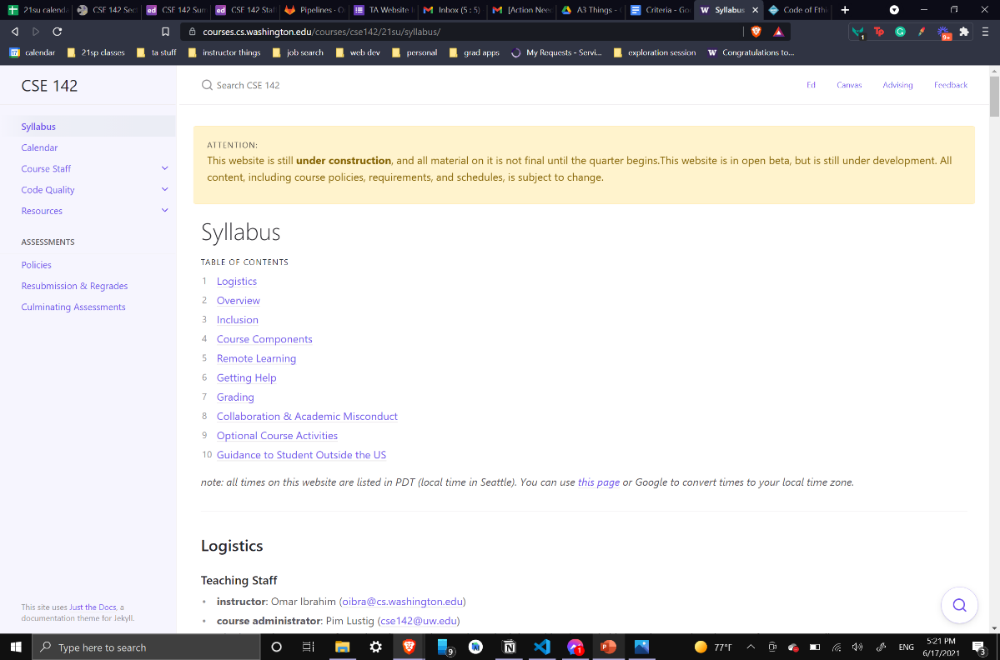 21su calenda
CSE 142 Sect
CSE 142 Sum
CSE 142 Staf
Pipelines · O
TA Website I
Inbox (5 : 5)
[Action Need
A3 Things - G
Criteria - Goo
Syllabus
Code of Ethi
courses.cs.washington.edu/courses/cse142/21su/syllabus/
calendar
21sp classes
ta stuff
instructor things
job search
web dev
personal
grad apps
My Requests - Servi...
exploration session
Congratulations to...
CSE 142
Search CSE 142
Ed
Canvas
Advising
Feedback
Syllabus
Calendar
Course Staff
Code Quality
Resources
ASSESSMENTS
Policies
Resubmission & Regrades
Culminating Assessments
This site uses Just the Docs, a
documentation theme for Jekyll.
ATTENTION:
This website is still under construction, and all material on it is not final until the quarter begins.This website is in open beta, but is still under development. All
content, including course policies, requirements, and schedules, is subject to change.
Syllabus
TABLE OF CONTENTS
1 Logistics
2 Overview
3 Inclusion
4 Course Components
5 Remote Learning
6 Getting Help
7 Grading
8 Collaboration & Academic Misconduct
9 Optional Course Activities
10 Guidance to Student Outside the US
note: all times on this website are listed in PDT (local time in Seattle). You can use this page or Google to convert times to your local time zone.
Logistics
Teaching Staff
• instructor: Omar Ibrahim (oibra@cs.washington.edu)
• course administrator: Pim Lustig (cse142@uw.edu)
Type here to search
77°F
ENG
5:21 PM
6/17/2021